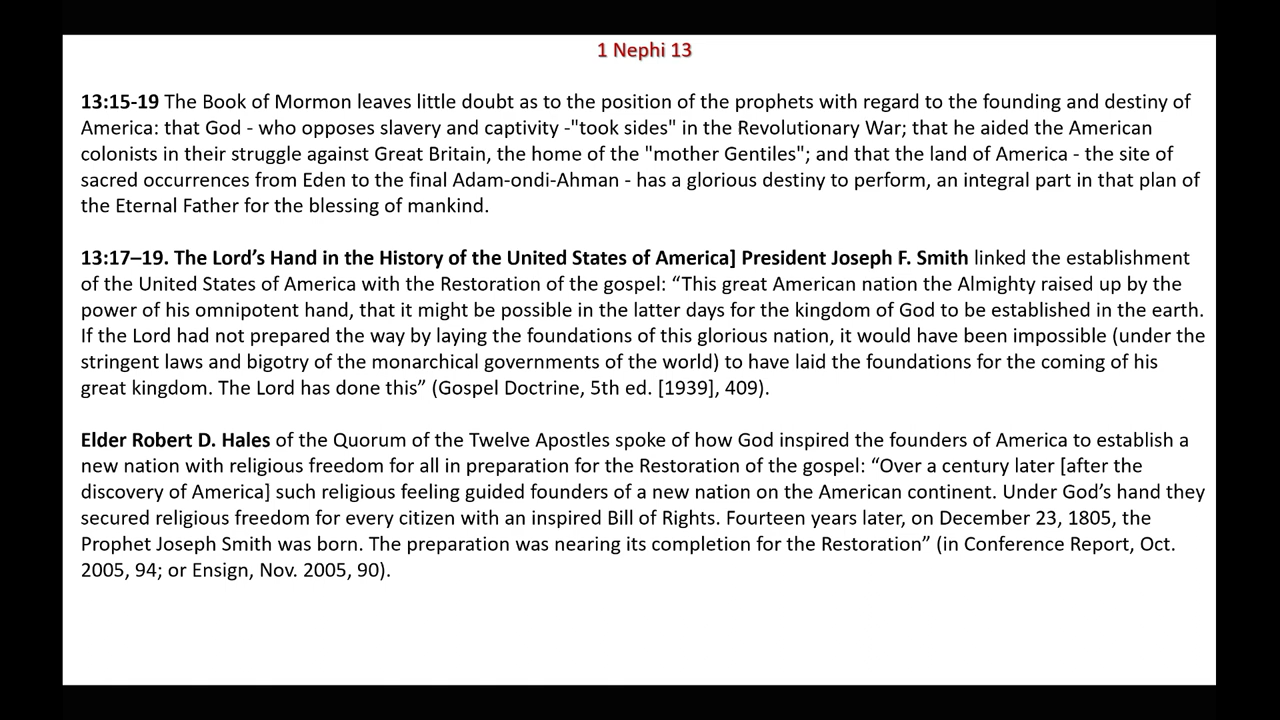 1 Nephi 13
13:15-19 The Book of Mormon leaves little doubt as to the position of the prophets with regard to the founding and destiny of
America: that God - who opposes slavery and captivity -"took sides" in the Revolutionary War; that he aided the American
colonists in their struggle against Great Britain, the home of the "mother Gentiles"; and that the land of America - the site of
sacred occurrences from Eden to the final Adam-ondi-Ahman - has a glorious destiny to perform, an integral part in that plan of
the Eternal Father for the blessing of mankind.
13:17–19. The Lord’s Hand in the History of the United States of America] President Joseph F. Smith linked the establishment
of the United States of America with the Restoration of the gospel: “This great American nation the Almighty raised up by the
power of his omnipotent hand, that it might be possible in the latter days for the kingdom of God to be established in the earth.
If the Lord had not prepared the way by laying the foundations of this glorious nation, it would have been impossible (under the
stringent laws and bigotry of the monarchical governments of the world) to have laid the foundations for the coming of his
great kingdom. The Lord has done this” (Gospel Doctrine, 5th ed. [1939], 409).
Elder Robert D. Hales of the Quorum of the Twelve Apostles spoke of how God inspired the founders of America to establish a
new nation with religious freedom for all in preparation for the Restoration of the gospel: “Over a century later [after the
discovery of America] such religious feeling guided founders of a new nation on the American continent. Under God’s hand they
secured religious freedom for every citizen with an inspired Bill of Rights. Fourteen years later, on December 23, 1805, the
Prophet Joseph Smith was born. The preparation was nearing its completion for the Restoration” (in Conference Report, Oct.
2005, 94; or Ensign, Nov. 2005, 90).